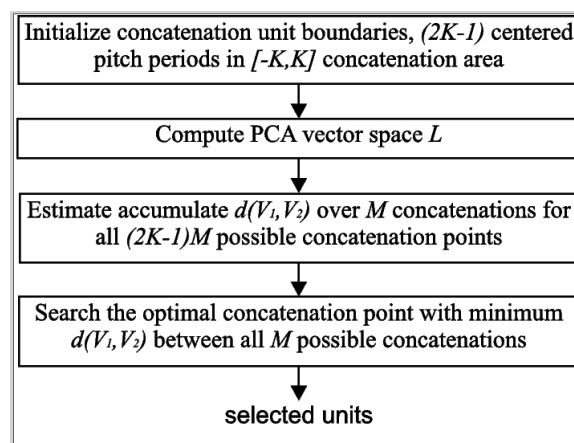 Initialize concatenation unit boundaries, (2K-1) centered
pitch periods in [-K,K] concatenation area
Compute PCA vector space L
Estimate accumulate d(V₁,V₂) over M concatenations for
all (2K-1)M possible concatenation points
Search the optimal concatenation point with minimum
d(V₁,V₂) between all M possible concatenations
selected units